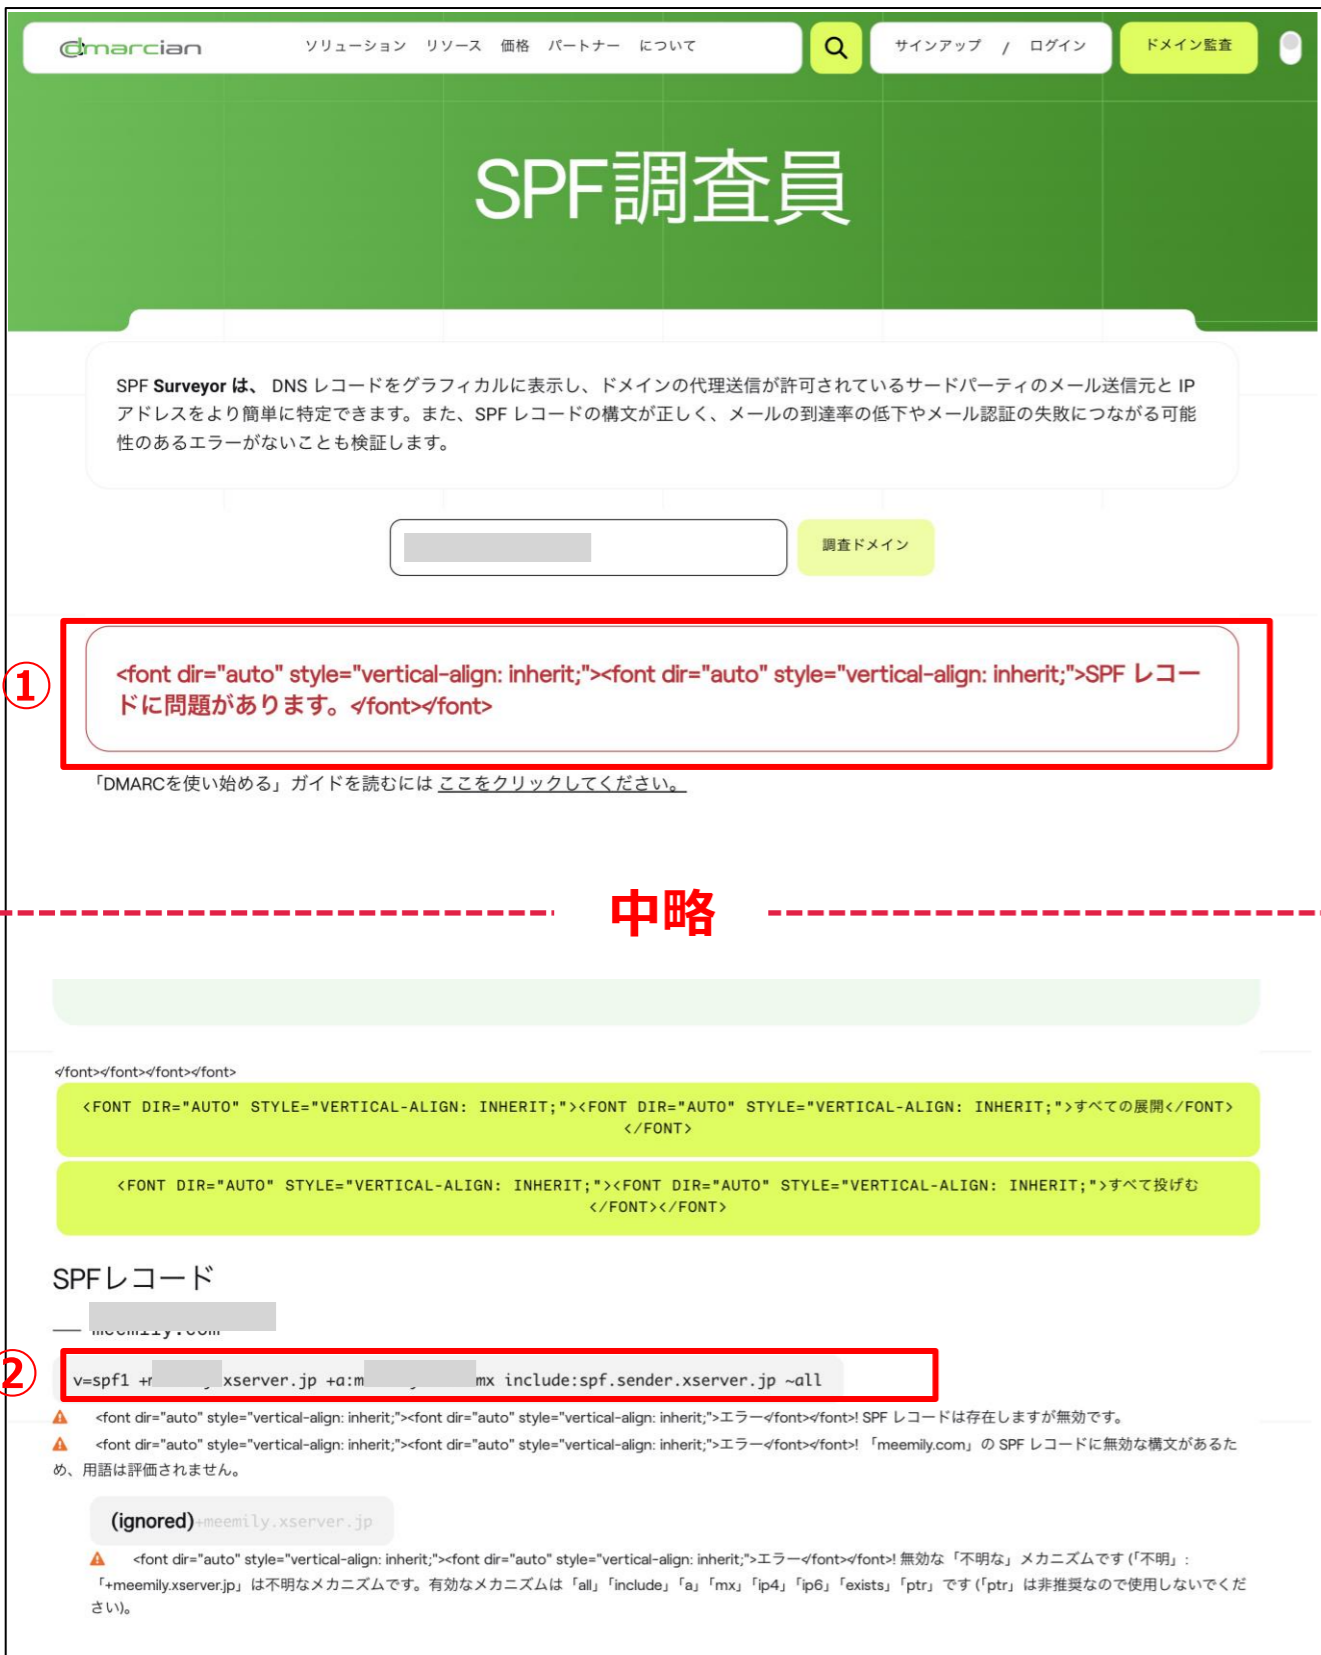 dmarcian
ソリューション リソース 価格 パートナー について
サインアップ / ログイン
ドメイン監査
SPF調査員
SPF Surveyor は、 DNS レコードをグラフィカルに表示し、ドメインの代理送信が許可されているサードパーティのメール送信元と IP
アドレスをより簡単に特定できます。また、SPF レコードの構文が正しく、メールの到達率の低下やメール認証の失敗につながる可能
性のあるエラーがないことも検証します。
調査ドメイン
①
<font dir="auto" style="vertical-align: inherit;"><font dir="auto" style="vertical-align: inherit;">SPF レコー
ドに問題があります。</font></font>
「DMARCを使い始める」ガイドを読むには ここをクリックしてください。
中略
</font></font></font></font>
<FONT DIR="AUTO" STYLE="VERTICAL-ALIGN: INHERIT;"><FONT DIR="AUTO" STYLE="VERTICAL-ALIGN: INHERIT;">すべての展開</FONT>
</FONT>
<FONT DIR="AUTO" STYLE="VERTICAL-ALIGN: INHERIT;"><FONT DIR="AUTO" STYLE="VERTICAL-ALIGN: INHERIT;">すべて投げむ
</FONT></FONT>
SPFレコード
— meemily.com
②
v=spf1 +m xserver.jp +a:m mx include:spf.sender.xserver.jp ~all
<font dir="auto" style="vertical-align: inherit;"><font dir="auto" style="vertical-align: inherit;">エラー</font></font>! SPF レコードは存在しますが無効です。
<font dir="auto" style="vertical-align: inherit;"><font dir="auto" style="vertical-align: inherit;">エラー</font></font>! 「meemily.com」の SPF レコードに無効な構文があるた
め、用語は評価されません。
(ignored)+meemily.xserver.jp
<font dir="auto" style="vertical-align: inherit;"><font dir="auto" style="vertical-align: inherit;">エラー</font></font>! 無効な「不明な」メカニズムです (「不明」:
「+meemily.xserver.jp」は不明なメカニズムです。有効なメカニズムは「all」「include」「a」「mx」「ip4」「ip6」「exists」「ptr」です (「ptr」は非推奨なので使用しないでくだ
さい)。